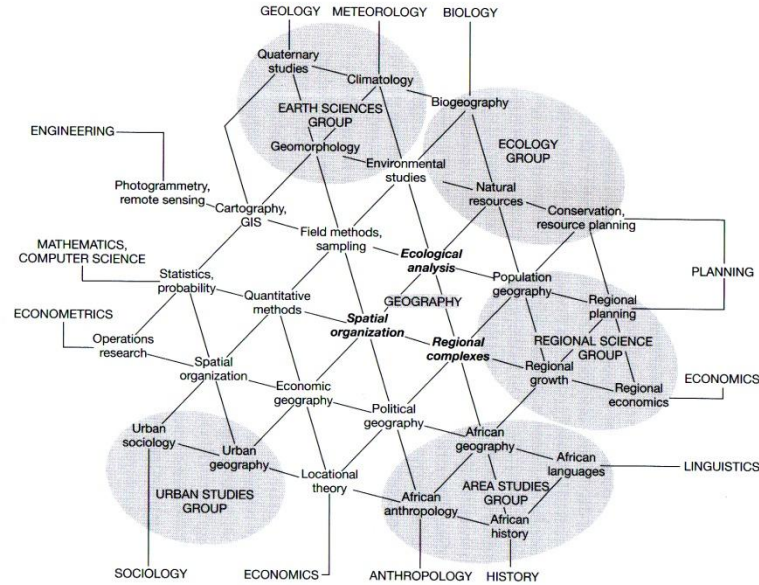 GEOLOGY
METEOROLOGY
BIOLOGY
Quaternary
studies
Climatology
Biogeography
EARTH SCIENCES
GROUP
ENGINEERING
ECOLOGY
GROUP
Geomorphology
Environmental
studies
Photogrammetry,
remote sensing
Natural
resources
Cartography,
GIS
Conservation,
resource planning
Field methods,
sampling
MATHEMATICS,
COMPUTER SCIENCE
Ecological
analysis
PLANNING
Statistics,
probability
Population
geography
Quantitative
methods
GEOGRAPHY
Regional
planning
ECONOMETRICS
Spatial
organization
Operations
research
Regional
complexes
REGIONAL SCIENCE
GROUP
Spatial
organization
Regional
growth
ECONOMICS
Economic
geography
Regional
economics
Political
geography
Urban
sociology
African
geography
Urban
geography
African
languages
LINGUISTICS
Locational
theory
URBAN STUDIES
GROUP
AREA STUDIES
GROUP
African
anthropology
African
history
SOCIOLOGY
ECONOMICS
ANTHROPOLOGY
HISTORY